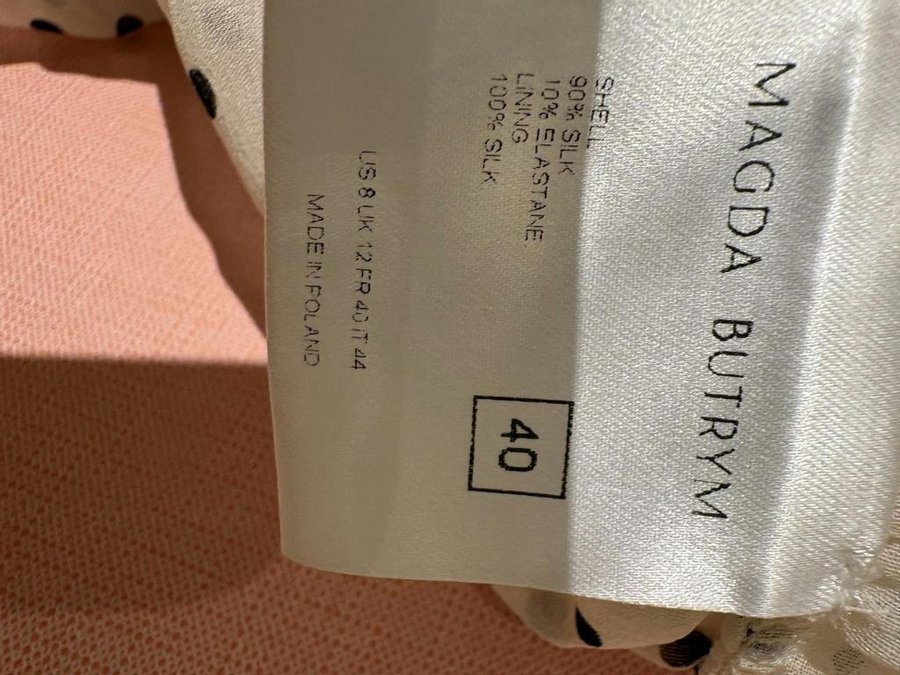 MAGDA BUTRYM
SHELL
90% SILK
10% ELASTANE
LINING
100% SILK
40
US 8 UK 12 FR 40 IT 44
MADE IN POLAND